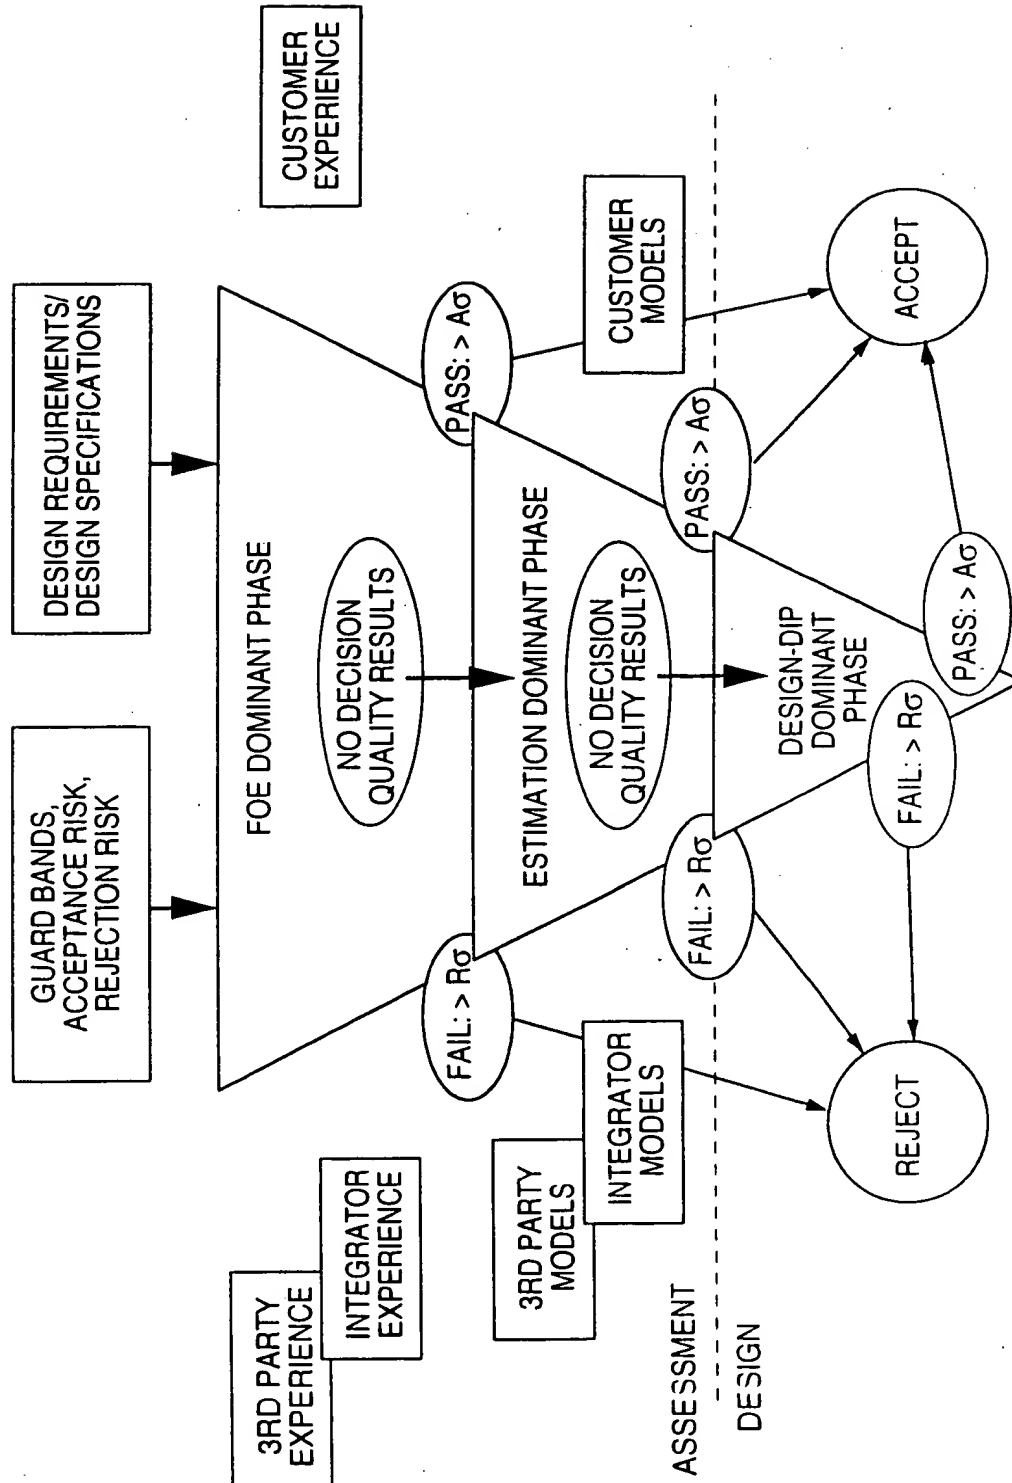 GUARD BANDS,
ACCEPTANCE RISK,
REJECTION RISK
DESIGN REQUIREMENTS/
DESIGN SPECIFICATIONS
3RD PARTY
EXPERIENCE
INTEGRATOR
EXPERIENCE
FOE DOMINANT PHASE
CUSTOMER
EXPERIENCE
NO DECISION
QUALITY RESULTS
FAIL: > Rσ
PASS: > Aσ
3RD PARTY
MODELS
INTEGRATOR
MODELS
ESTIMATION DOMINANT PHASE
CUSTOMER
MODELS
NO DECISION
QUALITY RESULTS
FAIL: > Rσ
PASS: > Aσ
ASSESSMENT
DESIGN
DESIGN-DIP
DOMINANT
PHASE
REJECT
FAIL: > Rσ
PASS: > Aσ
ACCEPT